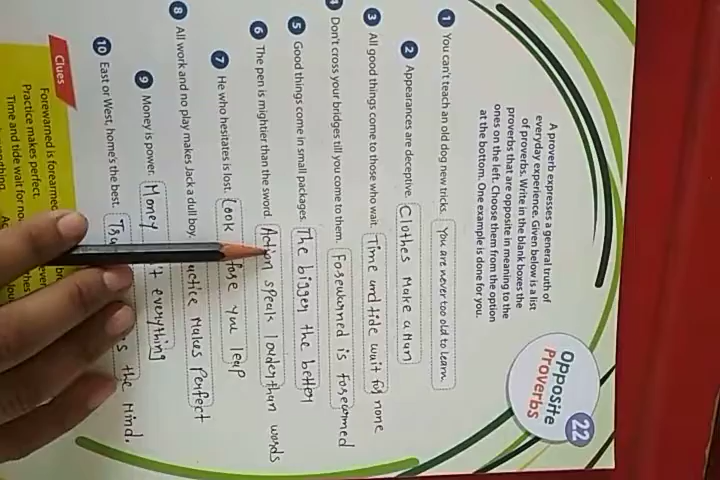 22
Opposite
Proverbs
A proverb expresses a general truth of
everyday experience. Given below is a list
of proverbs. Write in the blank boxes the
proverbs that are opposite in meaning to the
ones on the left. Choose them from the option
at the bottom. One example is done for you.
1 You can't teach an old dog new tricks. You are never too old to learn.
2 Appearances are deceptive. Clothes Make a Man
3 All good things come to those who wait. Time and tide wait for none
4 Don't cross your bridges till you come to them. Forewarned is forearmed
5 Good things come in small packages. The bigger the better
6 The pen is mightier than the sword. Action speak louder than words
7 He who hesitates is lost. Look you leap
8 All work and no play makes Jack a dull boy. Makes Perfect
9 Money is power. Money everything
10 East or West, home's the best. the Mind.
Clues
Forewarned is forearmed
Practice makes perfect.
Time and tide wait for